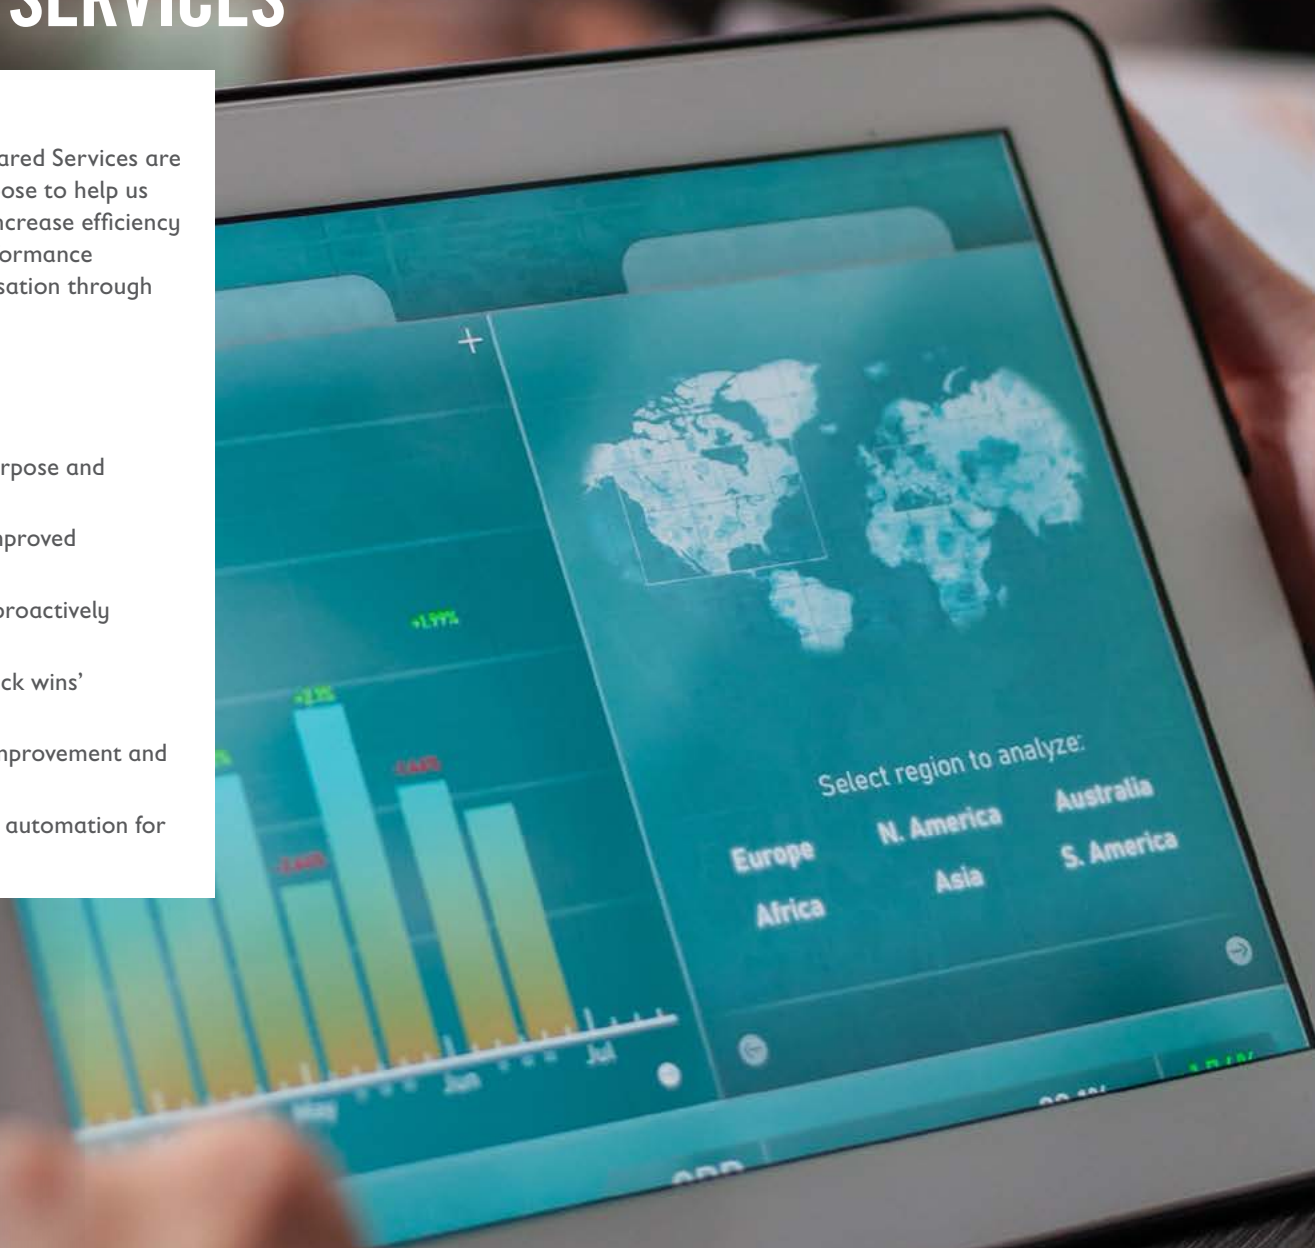 SERVICES
ared Services are
ose to help us
ncrease efficiency
ormance
sation through
rpose and
nproved
proactively
ck wins’
nprovement and
automation for
+1.99%
Select region to analyze:
Europe N. America Australia
Africa Asia S. America
May Jun Jul